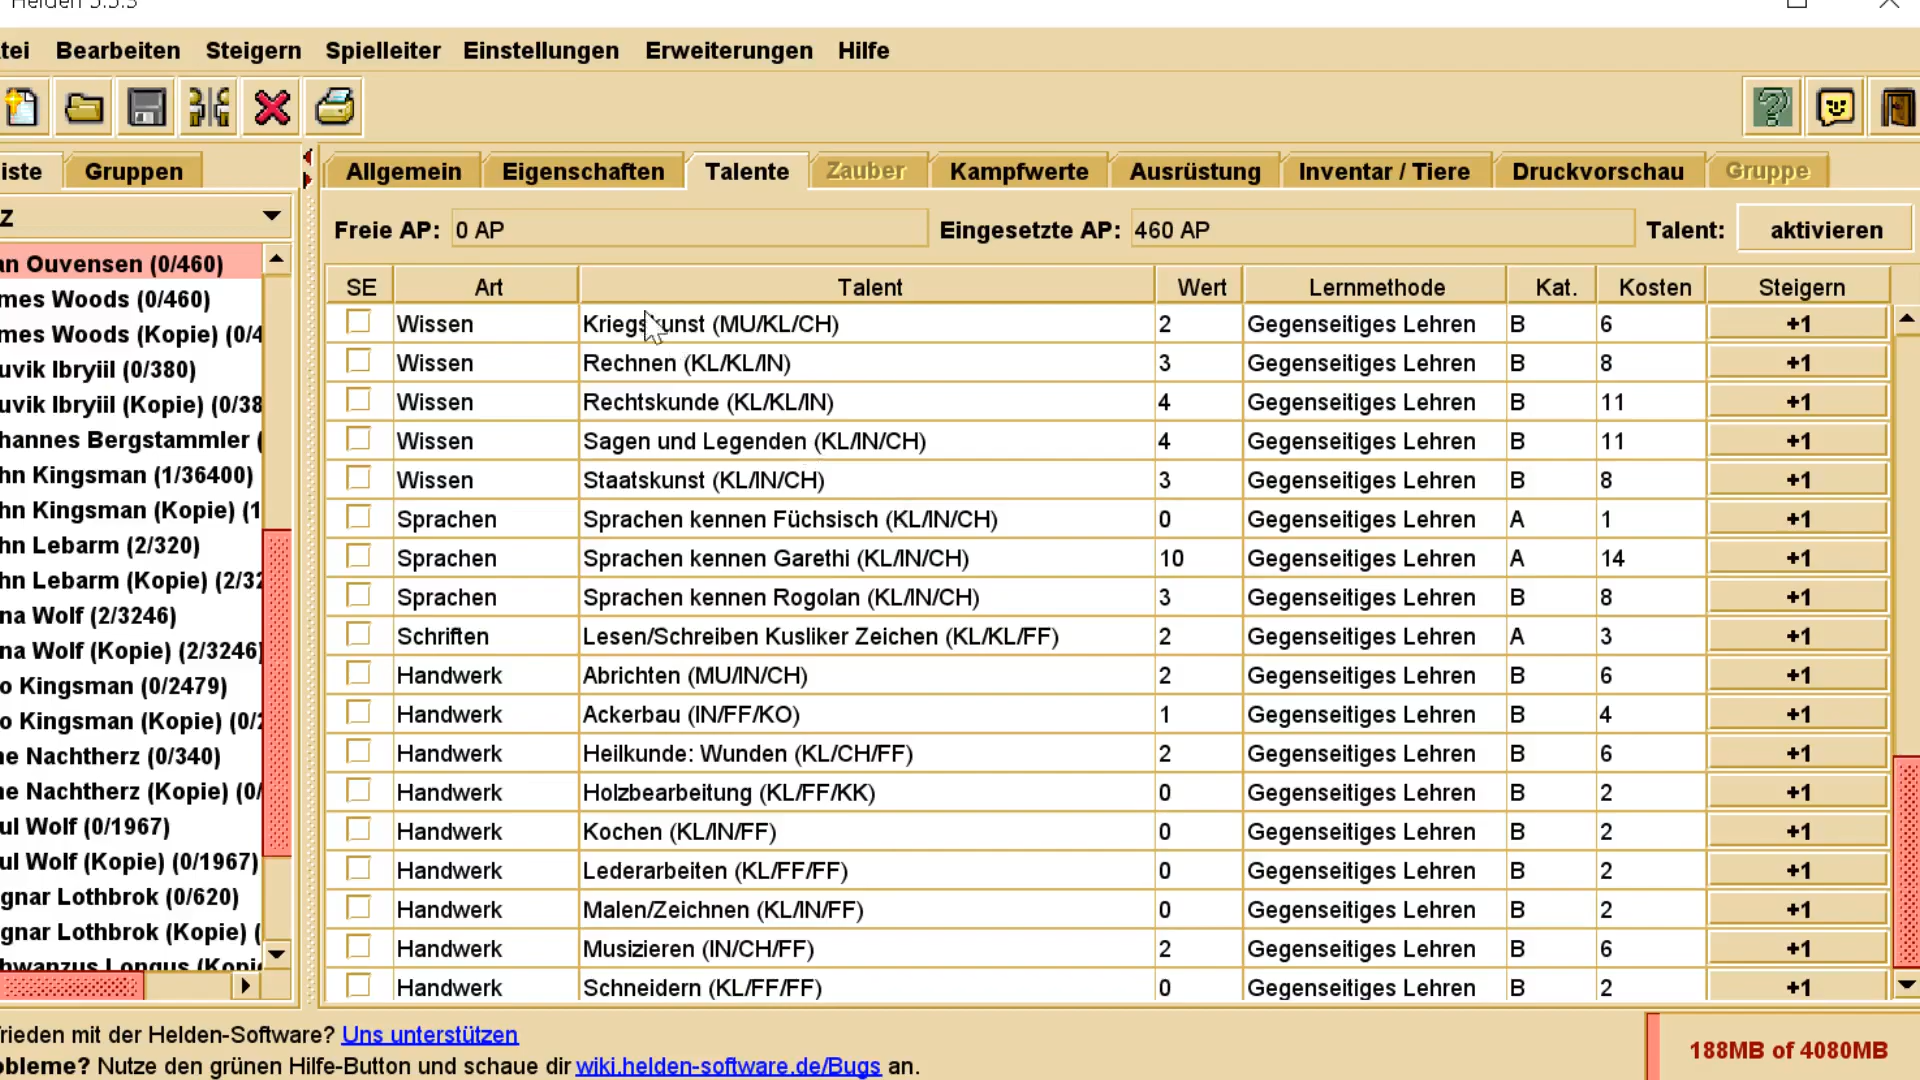 Helden 5.5.3
tei Bearbeiten Steigern Spielleiter Einstellungen Erweiterungen Hilfe
iste Gruppen Allgemein Eigenschaften Talente Zauber Kampfwerte Ausrüstung Inventar / Tiere Druckvorschau Gruppe
z Freie AP: 0 AP Eingesetzte AP: 460 AP Talent: aktivieren
an Ouvensen (0/460)
mes Woods (0/460)
mes Woods (Kopie) (0/4
uvik Ibryiil (0/380)
uvik Ibryiil (Kopie) (0/38
hannes Bergstammler (
hn Kingsman (1/36400)
hn Kingsman (Kopie) (1
hn Lebarm (2/320)
hn Lebarm (Kopie) (2/32
na Wolf (2/3246)
na Wolf (Kopie) (2/3246)
o Kingsman (0/2479)
o Kingsman (Kopie) (0/2
ne Nachtherz (0/340)
ne Nachtherz (Kopie) (0/
ul Wolf (0/1967)
ul Wolf (Kopie) (0/1967)
gnar Lothbrok (0/620)
gnar Lothbrok (Kopie) (
hwanzus Longus (Kopie
SE Art Talent Wert Lernmethode Kat. Kosten Steigern
Wissen Kriegskunst (MU/KL/CH) 2 Gegenseitiges Lehren B 6 +1
Wissen Rechnen (KL/KL/IN) 3 Gegenseitiges Lehren B 8 +1
Wissen Rechtskunde (KL/KL/IN) 4 Gegenseitiges Lehren B 11 +1
Wissen Sagen und Legenden (KL/IN/CH) 4 Gegenseitiges Lehren B 11 +1
Wissen Staatskunst (KL/IN/CH) 3 Gegenseitiges Lehren B 8 +1
Sprachen Sprachen kennen Füchsisch (KL/IN/CH) 0 Gegenseitiges Lehren A 1 +1
Sprachen Sprachen kennen Garethi (KL/IN/CH) 10 Gegenseitiges Lehren A 14 +1
Sprachen Sprachen kennen Rogolan (KL/IN/CH) 3 Gegenseitiges Lehren B 8 +1
Schriften Lesen/Schreiben Kusliker Zeichen (KL/KL/FF) 2 Gegenseitiges Lehren A 3 +1
Handwerk Abrichten (MU/IN/CH) 2 Gegenseitiges Lehren B 6 +1
Handwerk Ackerbau (IN/FF/KO) 1 Gegenseitiges Lehren B 4 +1
Handwerk Heilkunde: Wunden (KL/CH/FF) 2 Gegenseitiges Lehren B 6 +1
Handwerk Holzbearbeitung (KL/FF/KK) 0 Gegenseitiges Lehren B 2 +1
Handwerk Kochen (KL/IN/FF) 0 Gegenseitiges Lehren B 2 +1
Handwerk Lederarbeiten (KL/FF/FF) 0 Gegenseitiges Lehren B 2 +1
Handwerk Malen/Zeichnen (KL/IN/FF) 0 Gegenseitiges Lehren B 2 +1
Handwerk Musizieren (IN/CH/FF) 2 Gegenseitiges Lehren B 6 +1
Handwerk Schneidern (KL/FF/FF) 0 Gegenseitiges Lehren B 2 +1
rieden mit der Helden-Software? Uns unterstützen
obleme? Nutze den grünen Hilfe-Button und schaue dir wiki.helden-software.de/Bugs an.
188MB of 4080MB